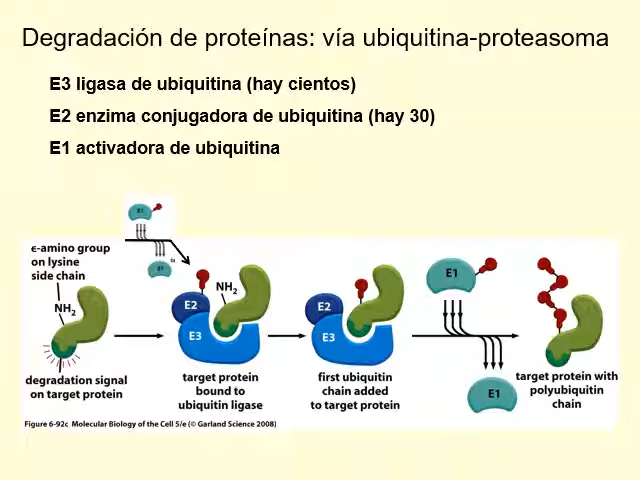 Degradación de proteínas: vía ubiquitina-proteasoma
E3 ligasa de ubiquitina (hay cientos)
E2 enzima conjugadora de ubiquitina (hay 30)
E1 activadora de ubiquitina
E1
E1
ϵ-amino group
on lysine
side chain
NH2
degradation signal
on target protein
NH2
E2
E3
target protein
bound to
ubiquitin ligase
E2
E3
first ubiquitin
chain added
to target protein
E1
E1
target protein with
polyubiquitin
chain
Figure 6-92c Molecular Biology of the Cell 5/e (© Garland Science 2008)